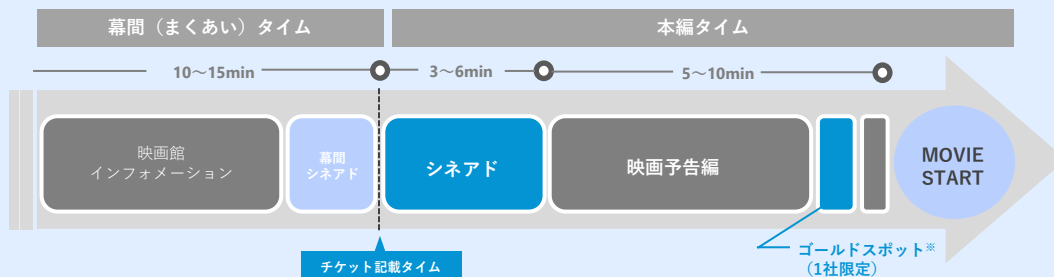 幕間（まくあい）タイム
本編タイム
10〜15min
3〜6min
5〜10min
映画館
インフォメーション
幕間
シネアド
シネアド
映画予告編
MOVIE
START
チケット記載タイム
ゴールドスポット※
（1社限定）